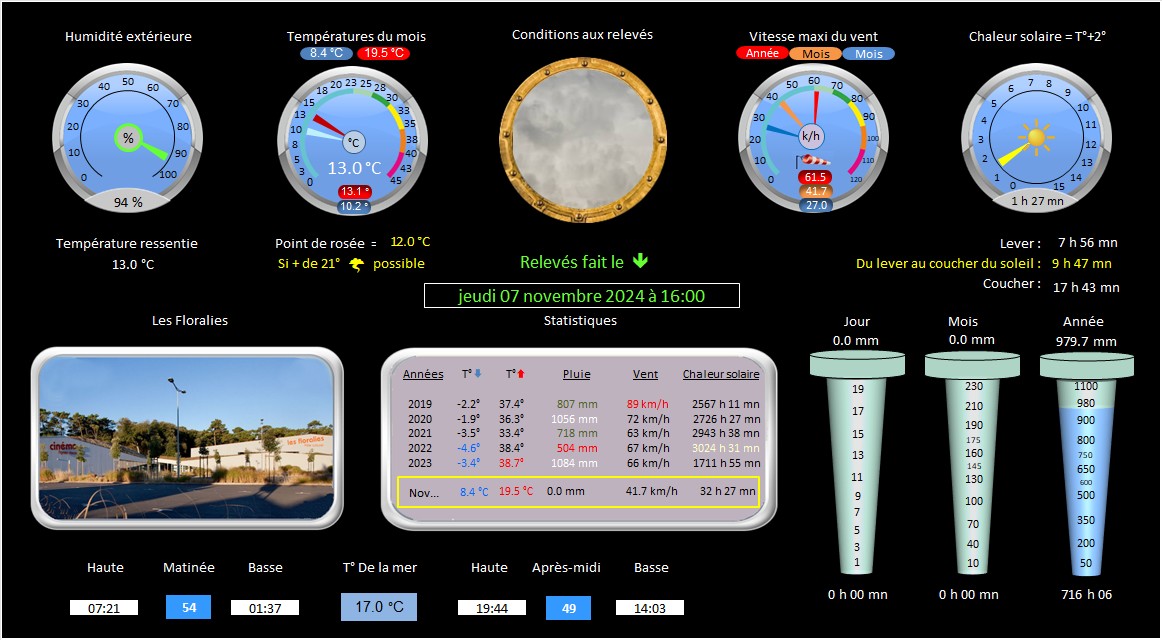 Humidité extérieure
Températures du mois
Conditions aux relevés
Vitesse maxi du vent
Chaleur solaire = T°+2°
8.4 °C 19.5 °C
Année Mois Mois
0 10 20 30 40 50 60 70 80 90 100
%
94 %
0 3 5 8 10 13 15 18 20 23 25 28 30 33 35 38 40 43 45
°C
13.0 °C
13.1 °
10.2 °
0 10 20 30 40 50 60 70 80 90 100 110 120
k/h
61.5
41.7
27.0
0 1 2 3 4 5 6 7 8 9 10 11 12 13 14 15
1 h 27 mn
Température ressentie
13.0 °C
Point de rosée = 12.0 °C
Si + de 21° possible
Relevés fait le
jeudi 07 novembre 2024 à 16:00
Lever : 7 h 56 mn
Du lever au coucher du soleil : 9 h 47 mn
Coucher : 17 h 43 mn
Les Floralies
cinéma
les floralies
Statistiques
Années T° T° Pluie Vent Chaleur solaire
2019 -2.2° 37.4° 807 mm 89 km/h 2567 h 11 mn
2020 -1.9° 36.3° 1056 mm 72 km/h 2726 h 27 mn
2021 -3.5° 33.4° 718 mm 63 km/h 2943 h 38 mn
2022 -4.6° 38.4° 504 mm 67 km/h 3024 h 31 mn
2023 -3.4° 38.7° 1084 mm 66 km/h 1711 h 55 mn
Nov... 8.4 °C 19.5 °C 0.0 mm 41.7 km/h 32 h 27 mn
Jour
0.0 mm
19
17
15
13
11
9
7
5
3
1
0 h 00 mn
Mois
0.0 mm
230
210
190
175
160
145
130
100
70
40
10
0 h 00 mn
Année
979.7 mm
1100
980
900
800
750
650
600
500
350
200
50
716 h 06
Haute Matinée Basse
07:21 54 01:37
T° De la mer
17.0 °C
Haute Après-midi Basse
19:44 49 14:03